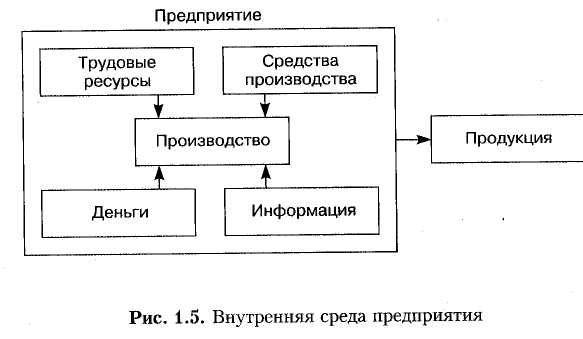 Предприятие
Трудовые
ресурсы
Средства
производства
Производство
Продукция
Деньги
Информация
Рис. 1.5. Внутренняя среда предприятия